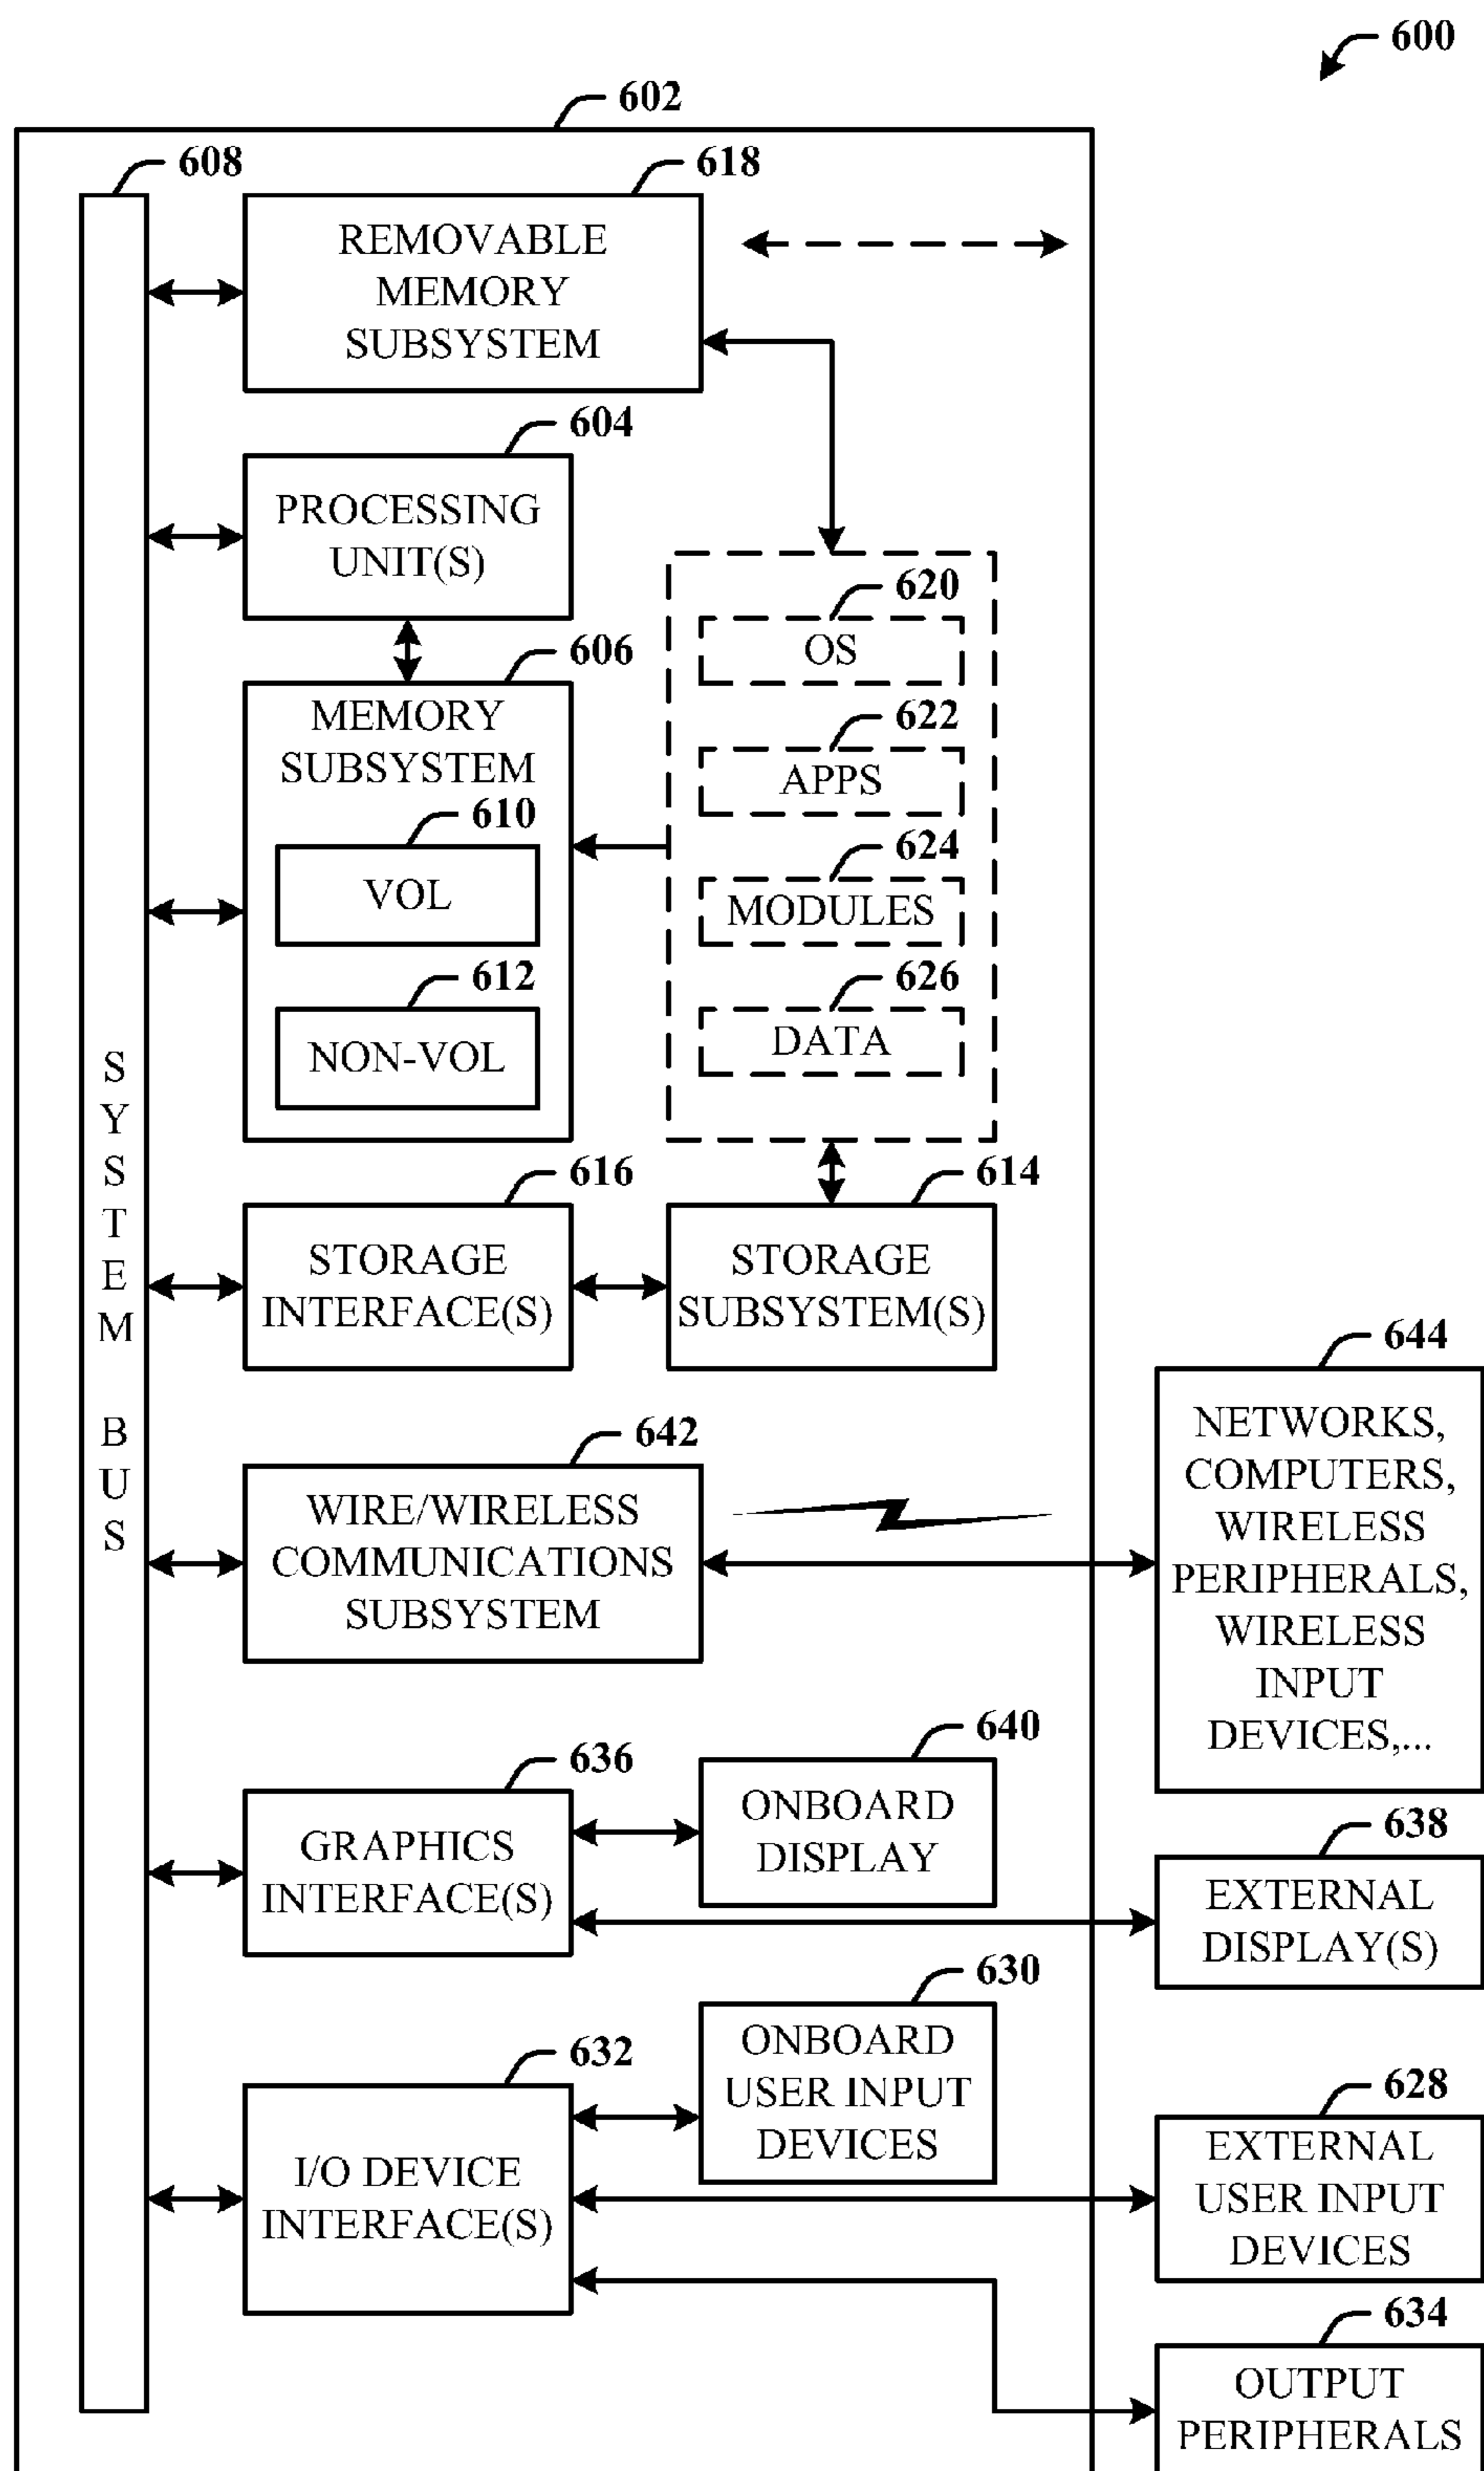 600
602
608
618
REMOVABLE
MEMORY
SUBSYSTEM
604
PROCESSING
UNIT(S)
606
MEMORY
SUBSYSTEM
610
VOL
612
NON-VOL
620
OS
622
APPS
624
MODULES
626
DATA
616
STORAGE
INTERFACE(S)
614
STORAGE
SUBSYSTEM(S)
SYSTEM BUS
642
WIRE/WIRELESS
COMMUNICATIONS
SUBSYSTEM
644
NETWORKS,
COMPUTERS,
WIRELESS
PERIPHERALS,
WIRELESS
INPUT
DEVICES,...
636
GRAPHICS
INTERFACE(S)
640
ONBOARD
DISPLAY
638
EXTERNAL
DISPLAY(S)
632
I/O DEVICE
INTERFACE(S)
630
ONBOARD
USER INPUT
DEVICES
628
EXTERNAL
USER INPUT
DEVICES
634
OUTPUT
PERIPHERALS